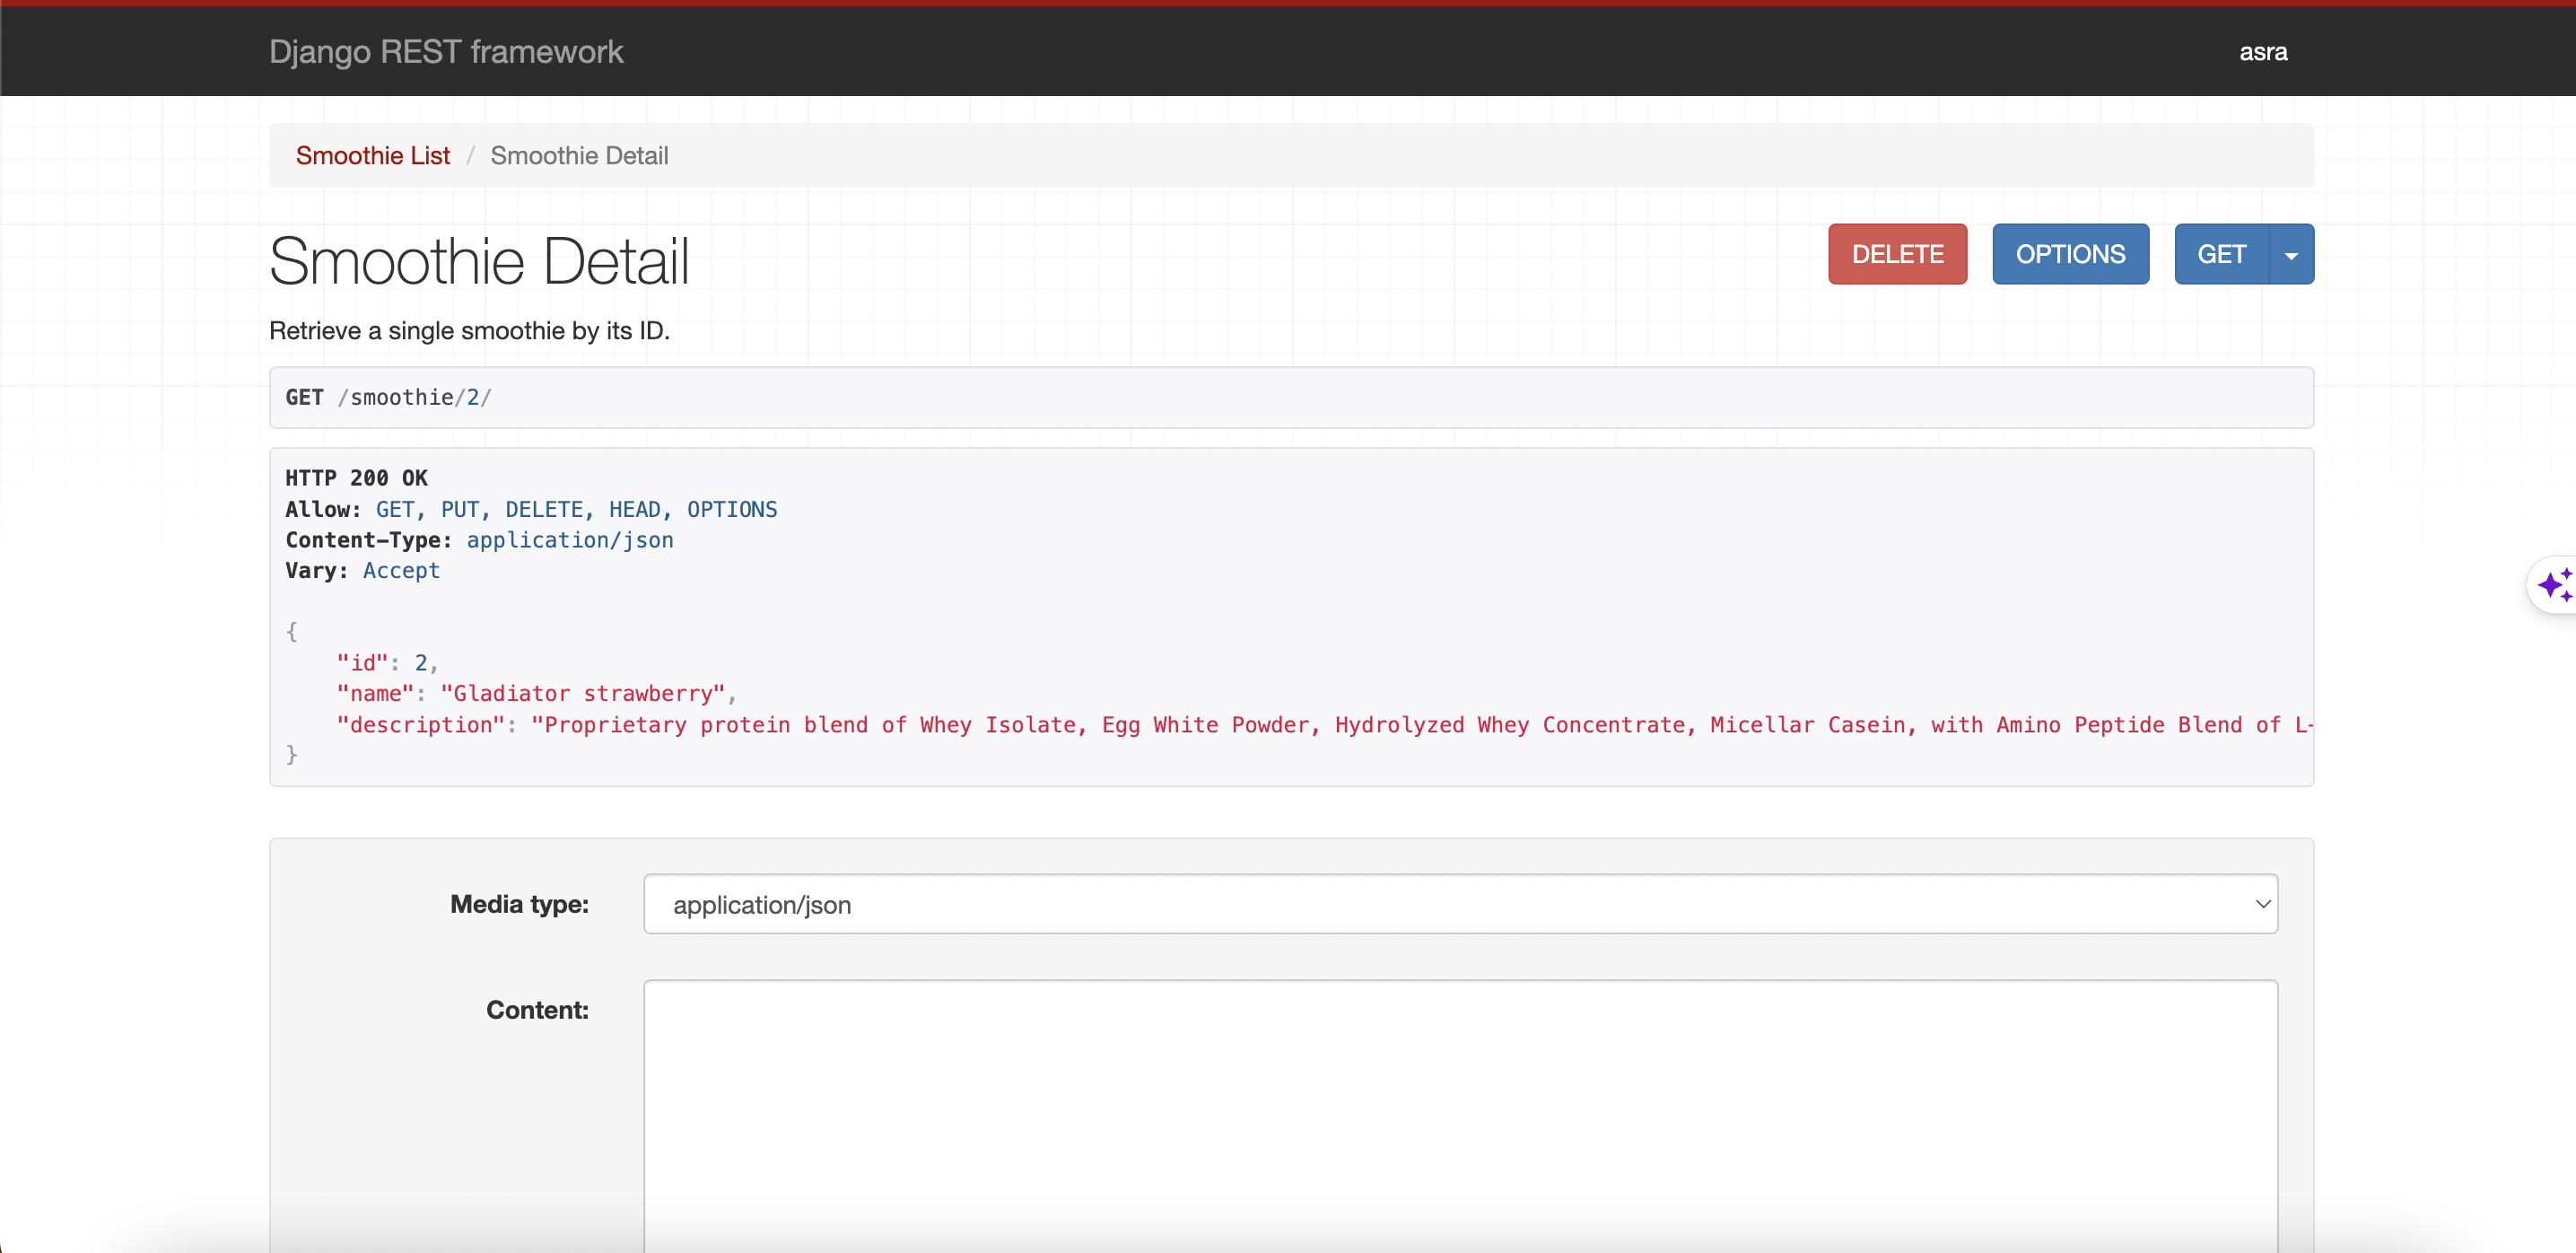 Django REST framework
asra
Smoothie List / Smoothie Detail
Smoothie Detail
DELETE
OPTIONS
GET
Retrieve a single smoothie by its ID.
GET /smoothie/2/
HTTP 200 OK
Allow: GET, PUT, DELETE, HEAD, OPTIONS
Content-Type: application/json
Vary: Accept
{
    "id": 2,
    "name": "Gladiator strawberry",
    "description": "Proprietary protein blend of Whey Isolate, Egg White Powder, Hydrolyzed Whey Concentrate, Micellar Casein, with Amino Peptide Blend of L-
}
Media type:
application/json
Content: